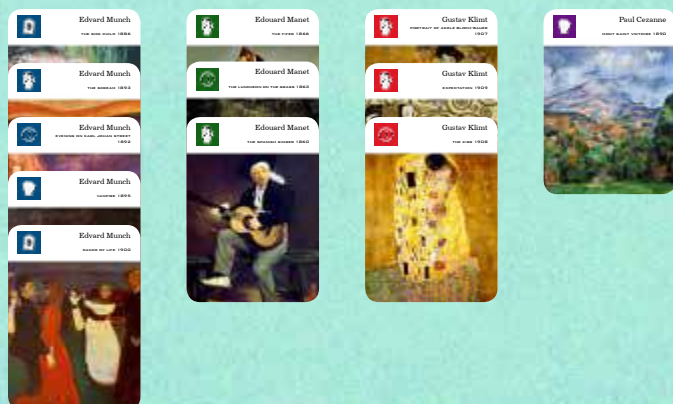 Edvard Munch
THE SICK CHILD 1886
Edvard Munch
THE SCREAM 1893
Edvard Munch
EVENING ON KARL JOHAN STREET
1892
Edvard Munch
VAMPIRE 1895
Edvard Munch
DANCE OF LIFE 1900
Edouard Manet
THE FIFER 1866
Edouard Manet
THE LUNCHEON ON THE GRASS 1863
Edouard Manet
THE SPANISH SINGER 1860
Gustav Klimt
PORTRAIT OF ADELE BLOCH-BAUER
1907
Gustav Klimt
EXPECTATION 1909
Gustav Klimt
THE KISS 1908
Paul Cezanne
MONT SAINT VICTOIRE 1890